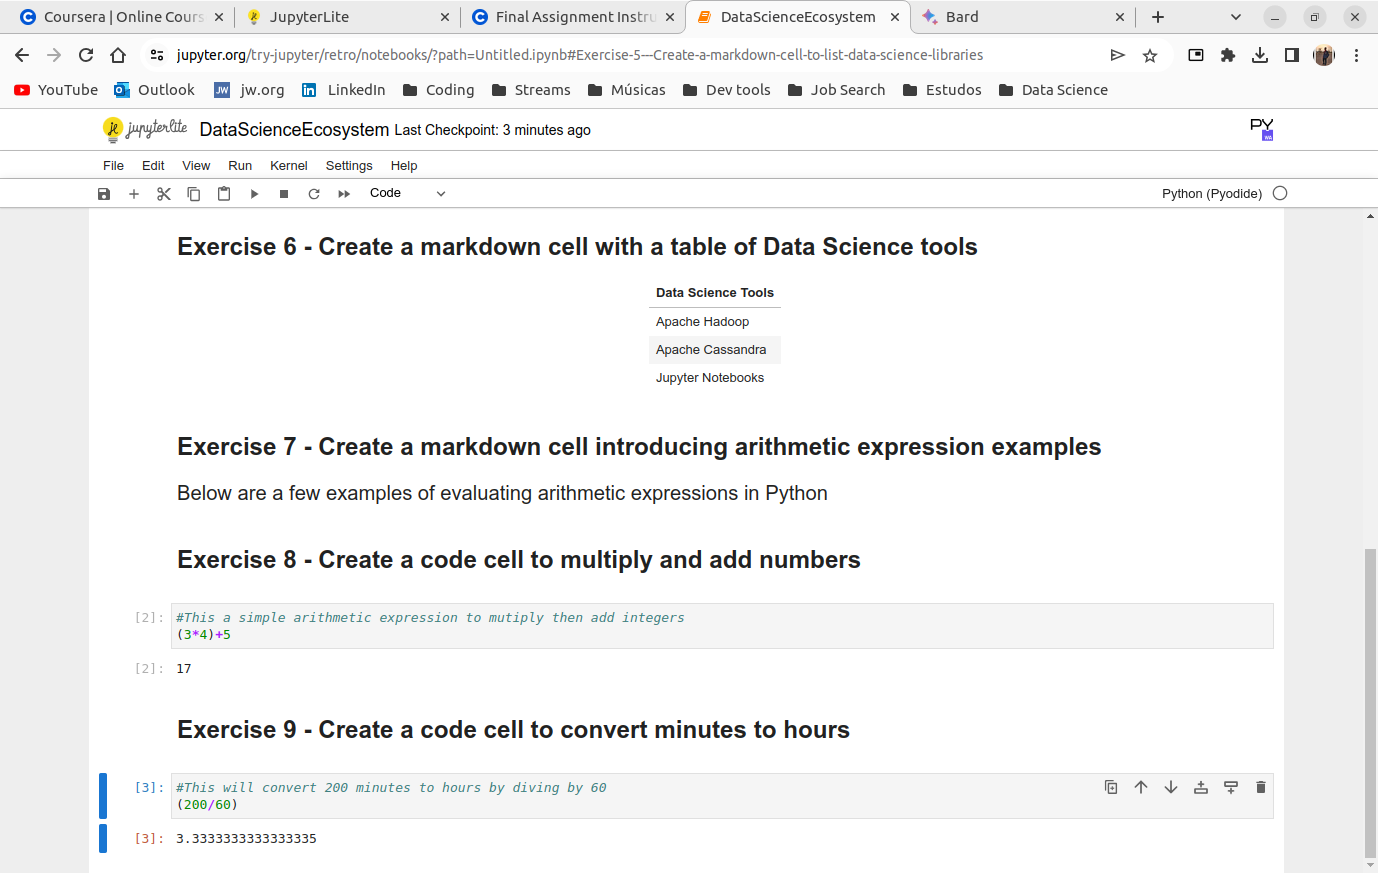 Coursera | Online Cours
JupyterLite
Final Assignment Instru
DataScienceEcosystem
Bard
jupyter.org/try-jupyter/retro/notebooks/?path=Untitled.ipynb#Exercise-5---Create-a-markdown-cell-to-list-data-science-libraries
YouTube
Outlook
JW jw.org
LinkedIn
Coding
Streams
Músicas
Dev tools
Job Search
Estudos
Data Science
jupyterlite
DataScienceEcosystem Last Checkpoint: 3 minutes ago
PY
File Edit View Run Kernel Settings Help
Code
Python (Pyodide)
Exercise 6 - Create a markdown cell with a table of Data Science tools
Data Science Tools
Apache Hadoop
Apache Cassandra
Jupyter Notebooks
Exercise 7 - Create a markdown cell introducing arithmetic expression examples
Below are a few examples of evaluating arithmetic expressions in Python
Exercise 8 - Create a code cell to multiply and add numbers
[2]: #This a simple arithmetic expression to mutiply then add integers
(3*4)+5
[2]: 17
Exercise 9 - Create a code cell to convert minutes to hours
[3]: #This will convert 200 minutes to hours by diving by 60
(200/60)
[3]: 3.3333333333333335